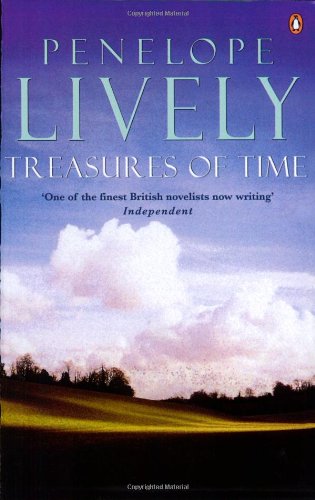 PENELOPE
LIVELY
TREASURES OF TIME
‘One of the finest British novelists now writing’
Independent